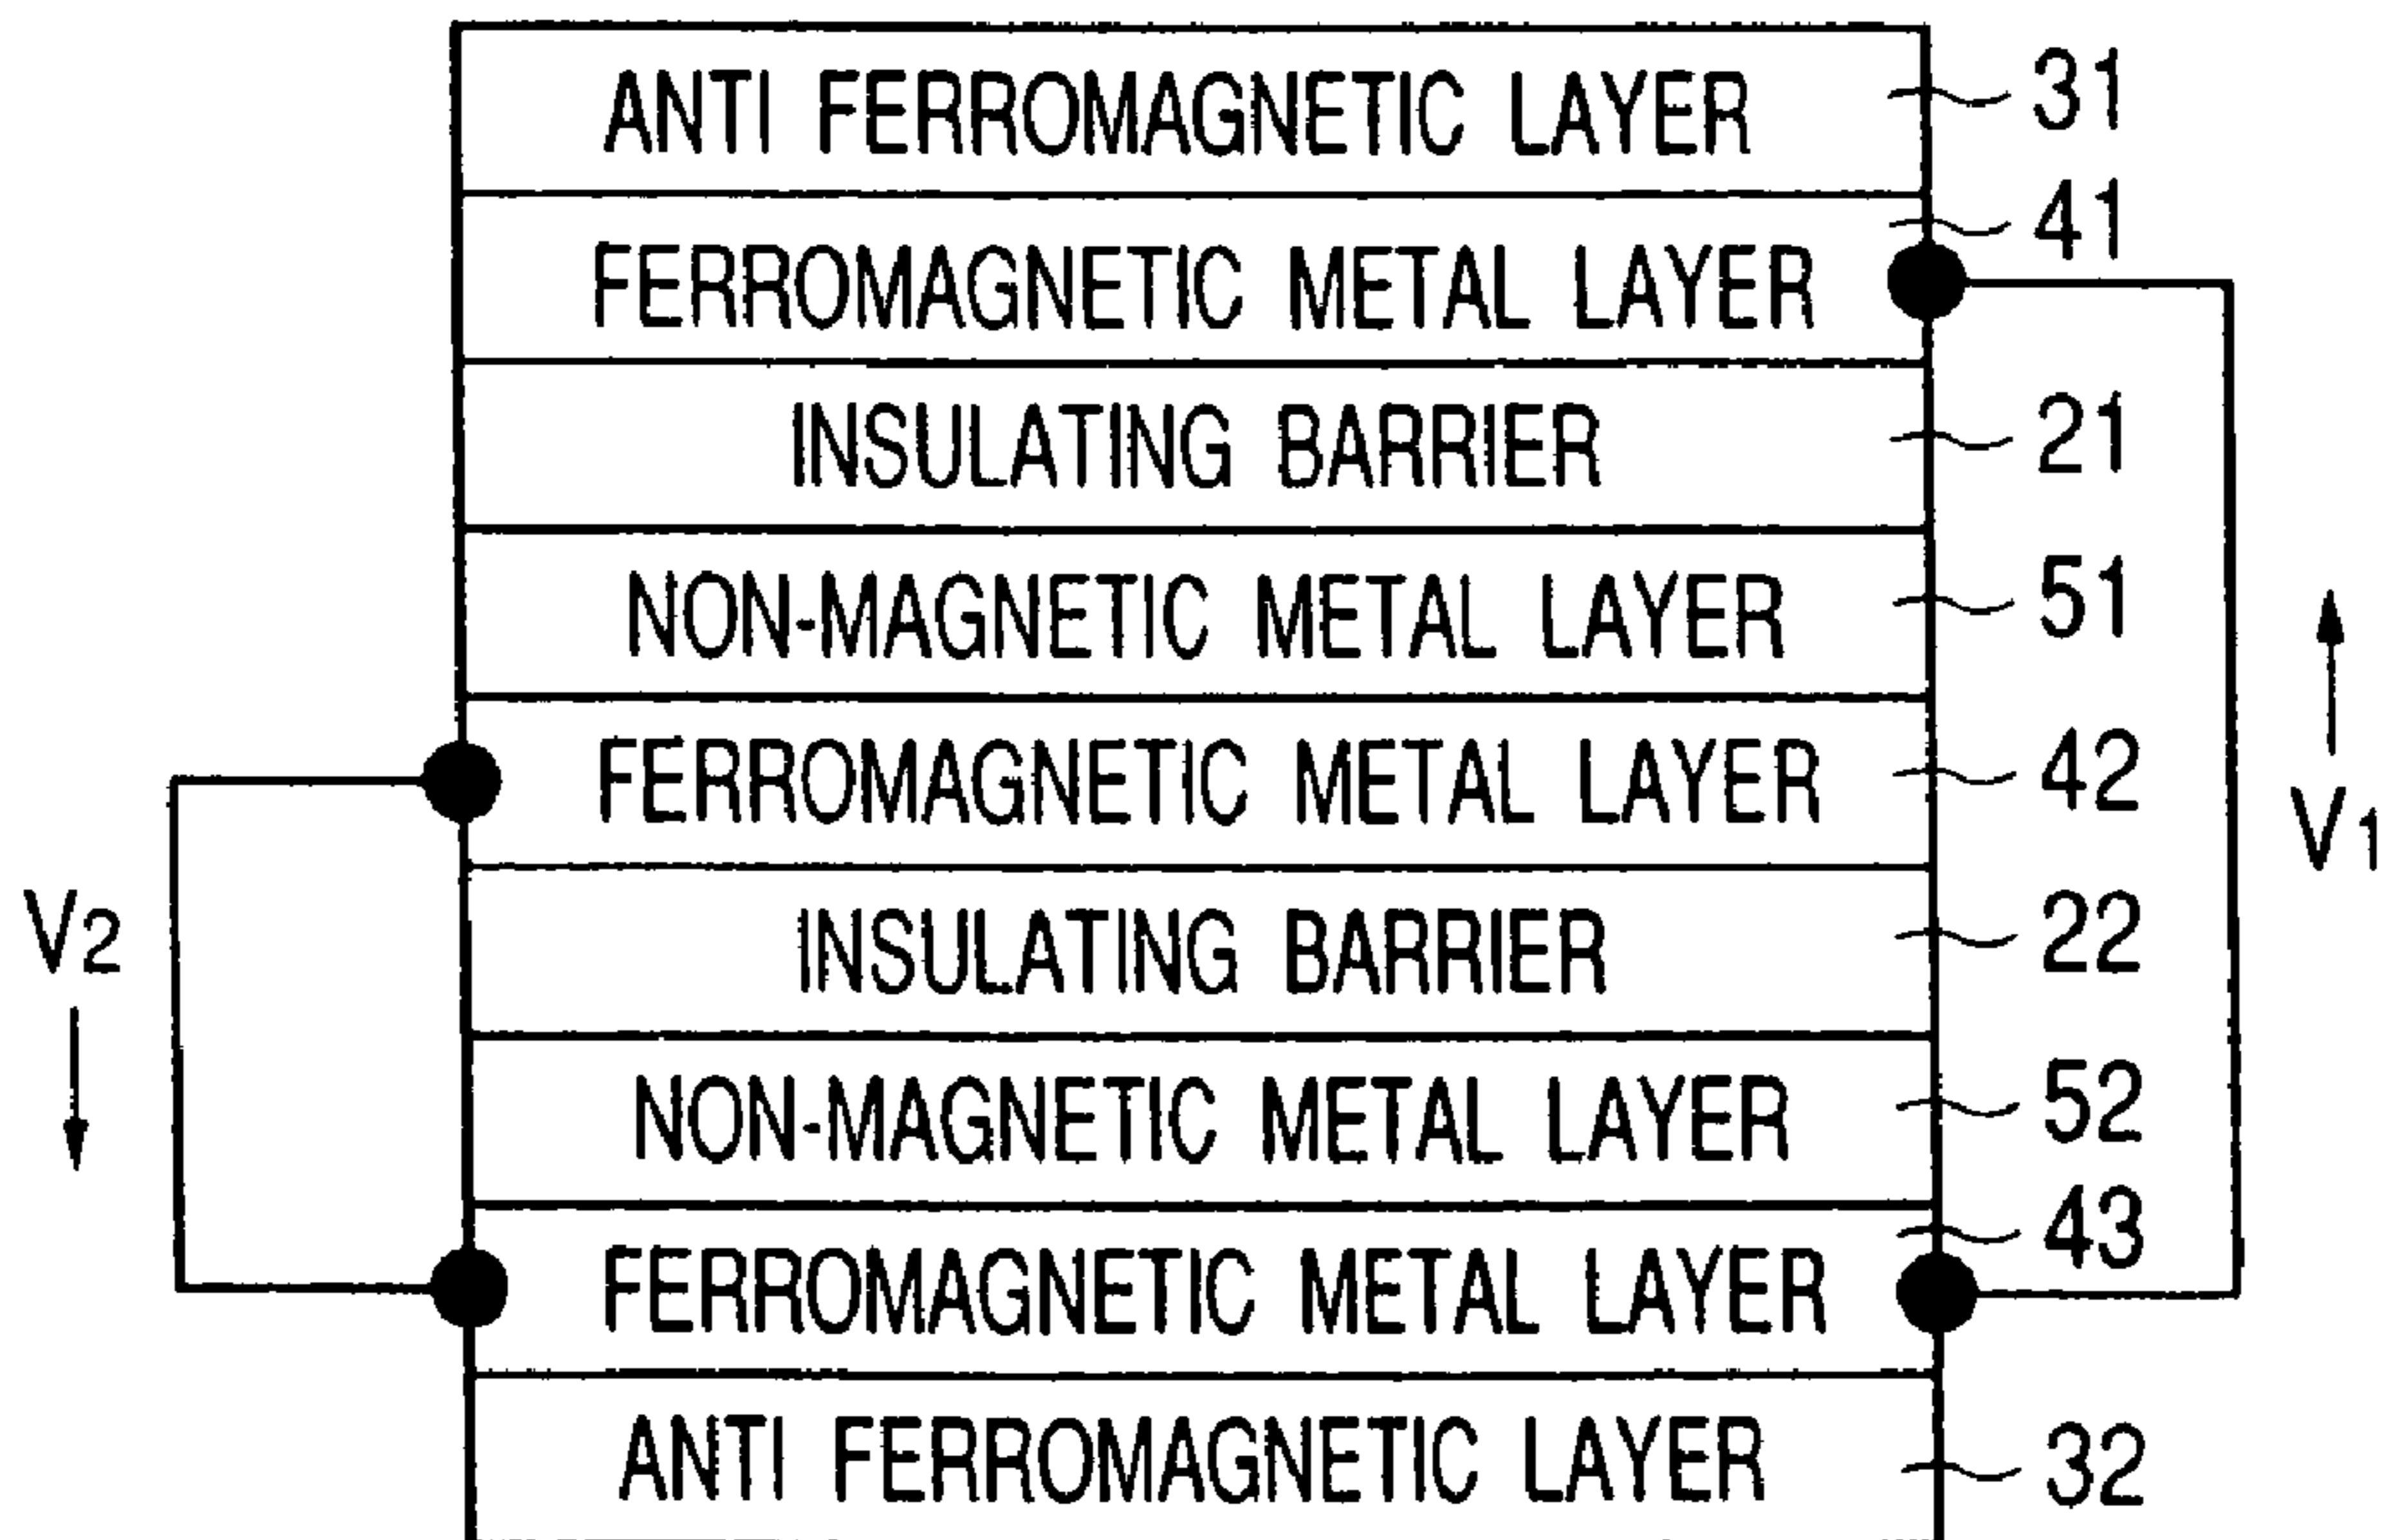 ANTI FERROMAGNETIC LAYER 31
FERROMAGNETIC METAL LAYER 41
INSULATING BARRIER 21
NON-MAGNETIC METAL LAYER 51
FERROMAGNETIC METAL LAYER 42
V1
V2
INSULATING BARRIER 22
NON-MAGNETIC METAL LAYER 52
FERROMAGNETIC METAL LAYER 43
ANTI FERROMAGNETIC LAYER 32